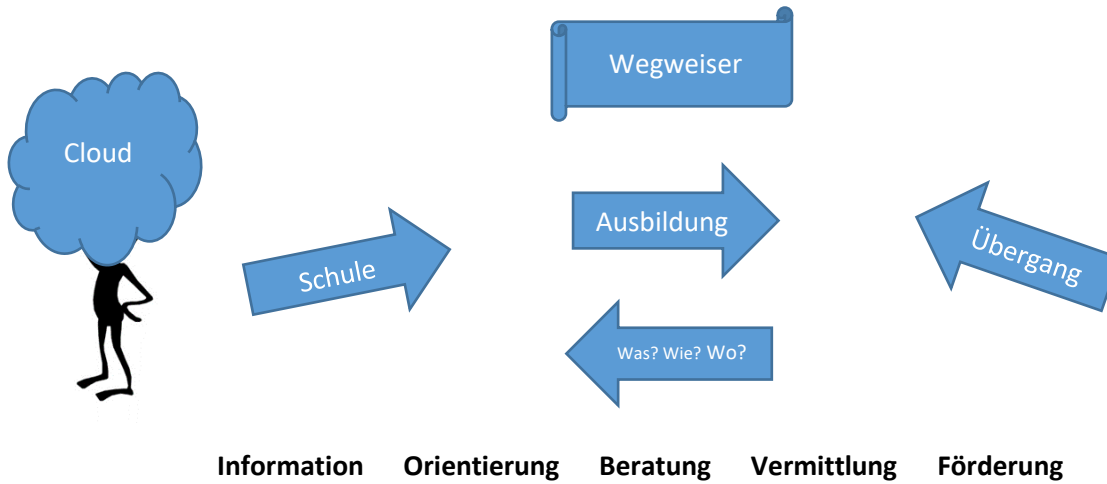 Wegweiser
Cloud
Ausbildung
Schule
Übergang
Was? Wie? Wo?
Information Orientierung Beratung Vermittlung Förderung